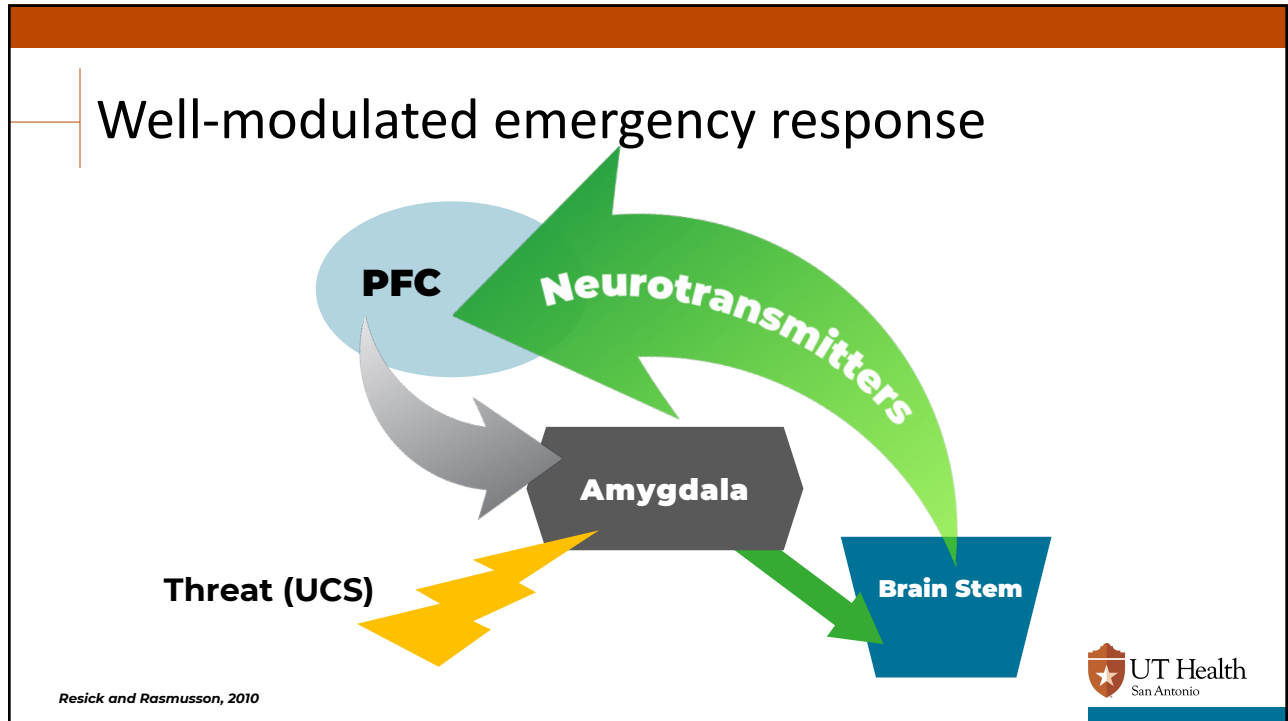 Well-modulated emergency response
PFC
Neurotransmitters
Amygdala
Threat (UCS)
Brain Stem
Resick and Rasmusson, 2010
UT Health
San Antonio